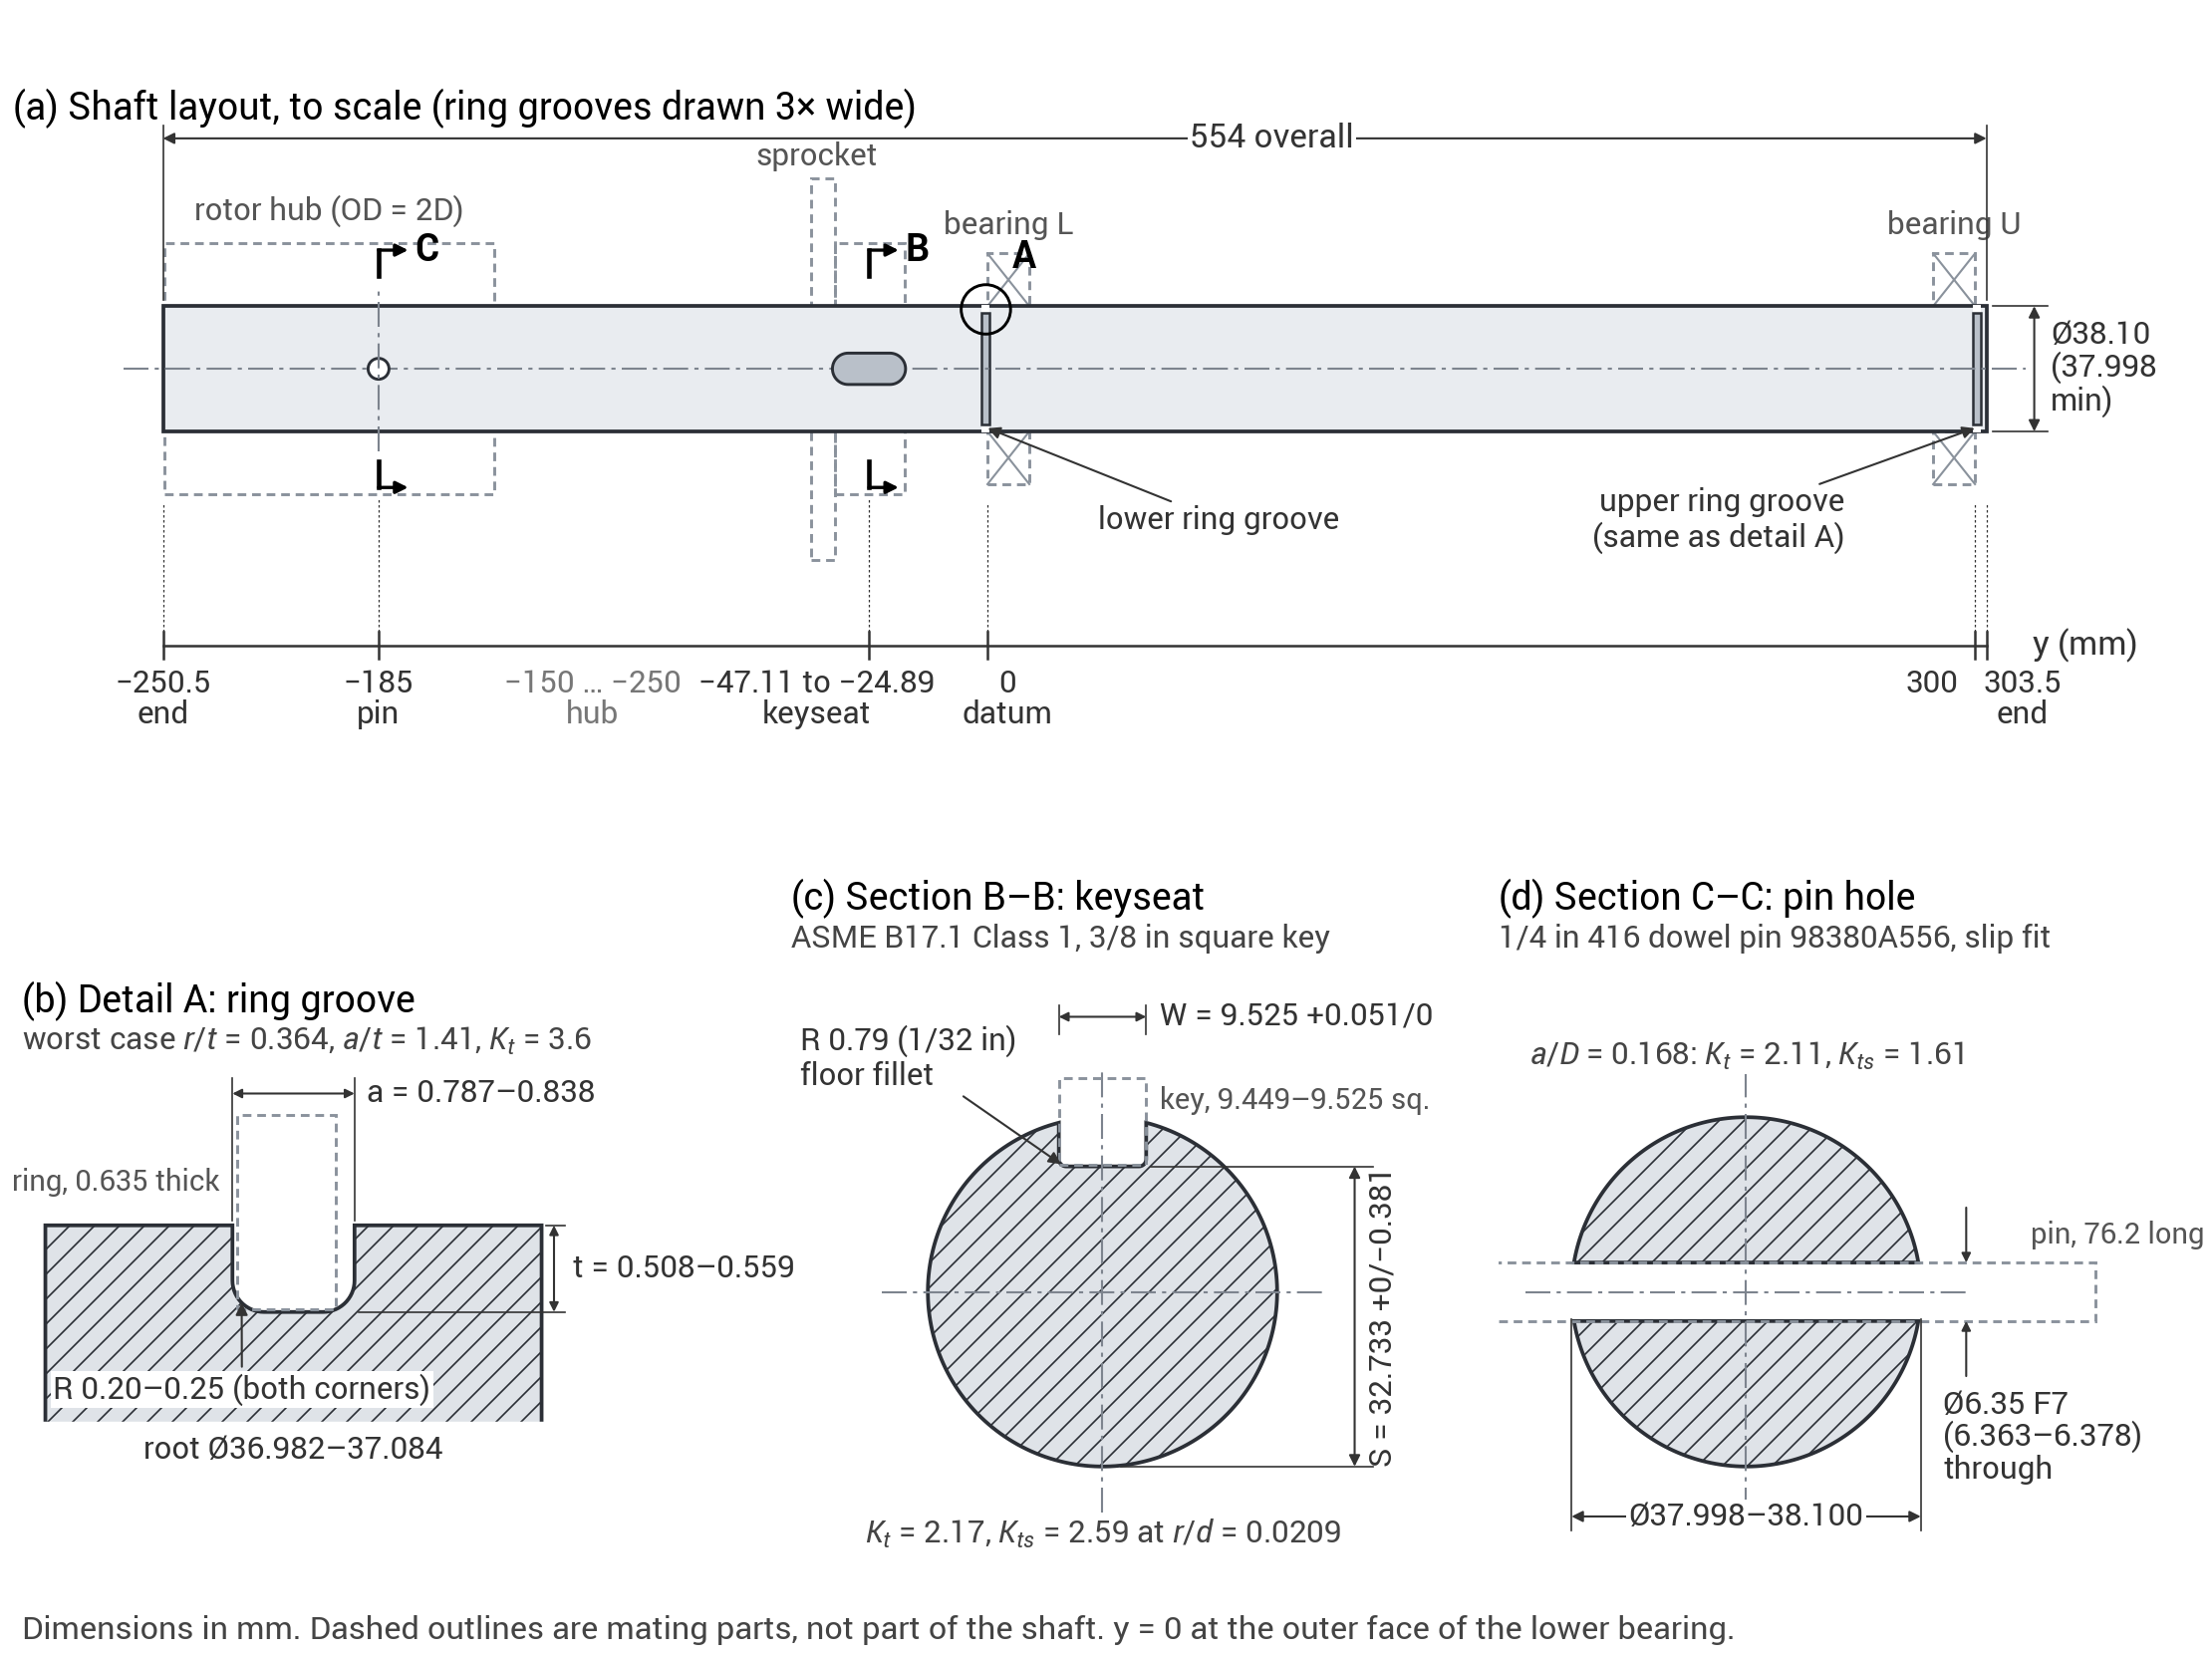 (a) Shaft layout, to scale (ring grooves drawn 3× wide)
554 overall
sprocket
rotor hub (OD = 2D)
bearing L
bearing U
C
B
A
Ø38.10
(37.998
min)
lower ring groove
upper ring groove
(same as detail A)
y (mm)
−250.5
end
−185
pin
−150 ... −250
hub
−47.11 to −24.89
keyseat
0
datum
300
303.5
end
(b) Detail A: ring groove
worst case r/t = 0.364, a/t = 1.41, Kt = 3.6
a = 0.787–0.838
ring, 0.635 thick
t = 0.508–0.559
R 0.20–0.25 (both corners)
root Ø36.982–37.084
(c) Section B–B: keyseat
ASME B17.1 Class 1, 3/8 in square key
W = 9.525 +0.051/0
R 0.79 (1/32 in)
floor fillet
key, 9.449–9.525 sq.
S = 32.733 +0/−0.381
Kt = 2.17, Kts = 2.59 at r/d = 0.0209
(d) Section C–C: pin hole
1/4 in 416 dowel pin 98380A556, slip fit
a/D = 0.168: Kt = 2.11, Kts = 1.61
pin, 76.2 long
Ø6.35 F7
(6.363–6.378)
through
Ø37.998–38.100
Dimensions in mm. Dashed outlines are mating parts, not part of the shaft. y = 0 at the outer face of the lower bearing.